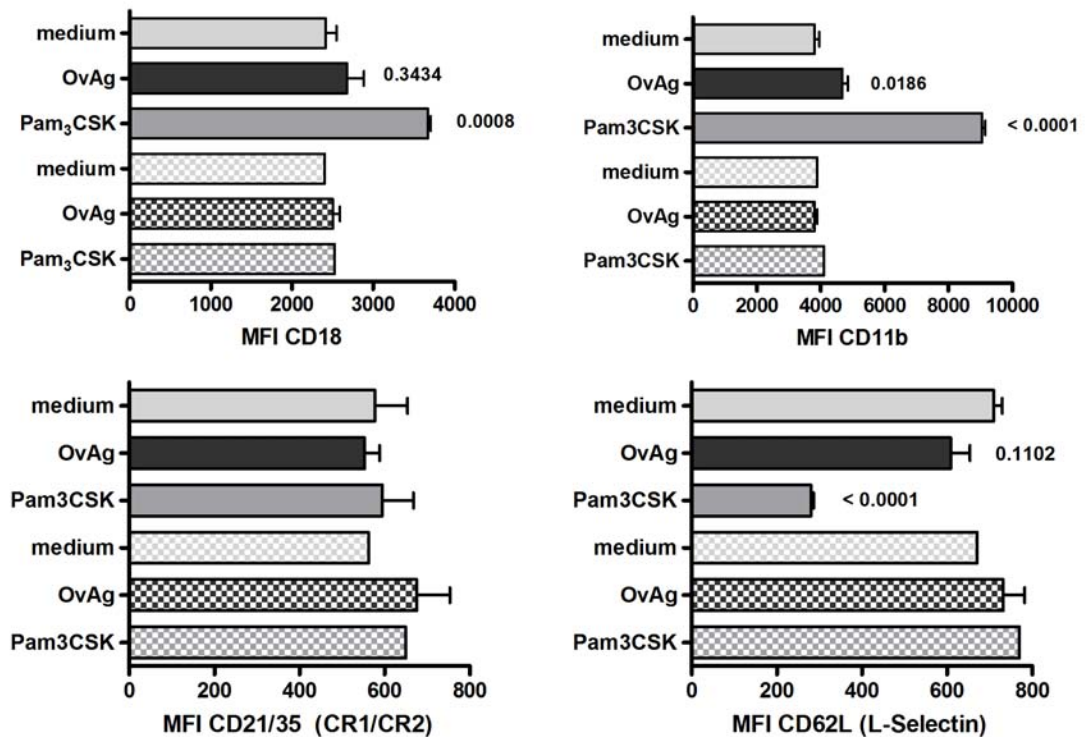 medium
OvAg 0.3434
Pam₃CSK 0.0008
medium
OvAg
Pam₃CSK
0 1000 2000 3000 4000
MFI CD18
medium
OvAg 0.0186
Pam3CSK < 0.0001
medium
OvAg
Pam3CSK
0 2000 4000 6000 8000 10000
MFI CD11b
medium
OvAg
Pam3CSK
medium
OvAg
Pam3CSK
0 200 400 600 800
MFI CD21/35 (CR1/CR2)
medium
OvAg 0.1102
Pam3CSK < 0.0001
medium
OvAg
Pam3CSK
0 200 400 600 800
MFI CD62L (L-Selectin)